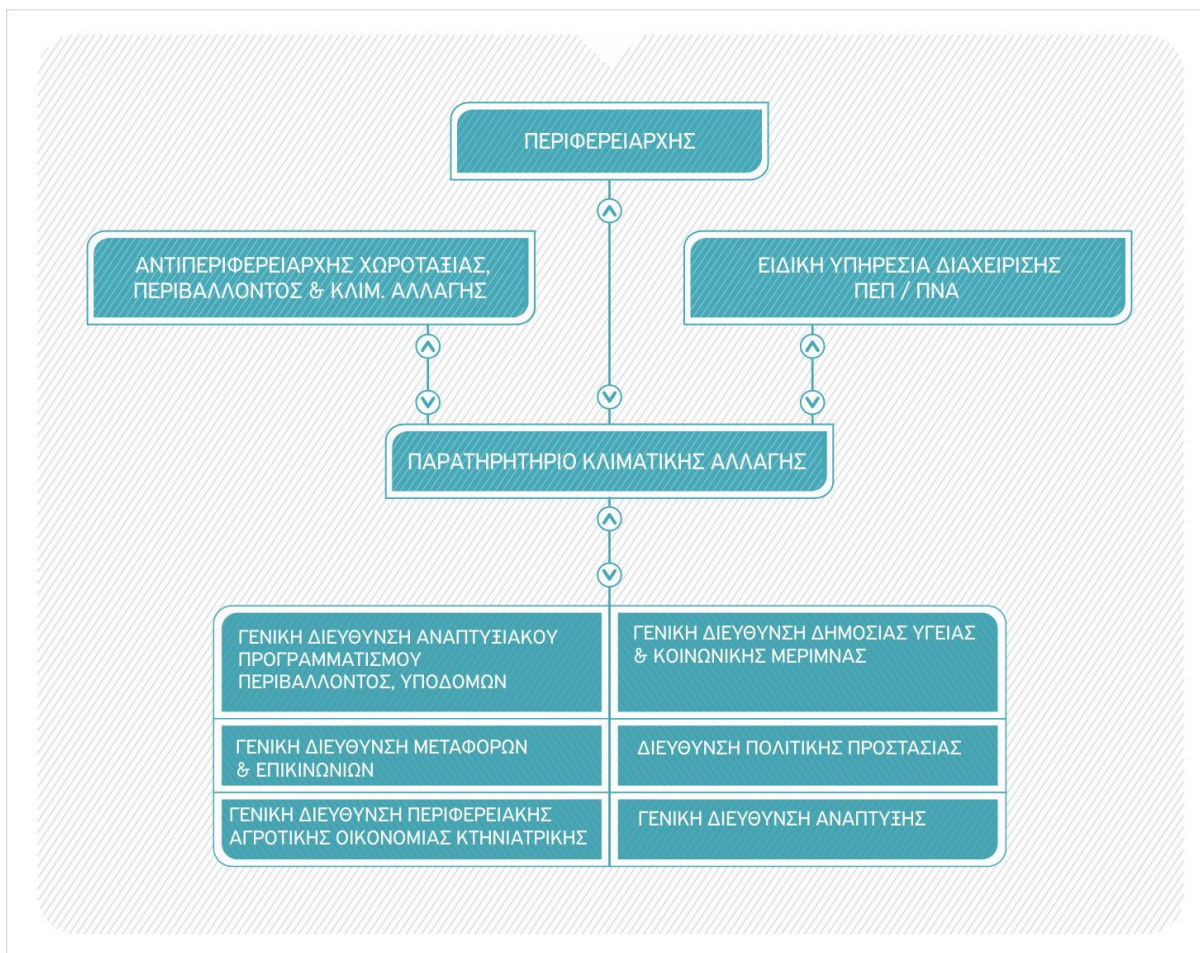 ΠΕΡΙΦΕΡΕΙΑΡΧΗΣ
ΑΝΤΙΠΕΡΙΦΕΡΕΙΑΡΧΗΣ ΧΩΡΟΤΑΞΙΑΣ,
ΠΕΡΙΒΑΛΛΟΝΤΟΣ & ΚΛΙΜ. ΑΛΛΑΓΗΣ
ΕΙΔΙΚΗ ΥΠΗΡΕΣΙΑ ΔΙΑΧΕΙΡΙΣΗΣ
ΠΕΠ / ΠΝΑ
ΠΑΡΑΤΗΡΗΤΗΡΙΟ ΚΛΙΜΑΤΙΚΗΣ ΑΛΛΑΓΗΣ
ΓΕΝΙΚΗ ΔΙΕΥΘΥΝΣΗ ΑΝΑΠΤΥΞΙΑΚΟΥ
ΠΡΟΓΡΑΜΜΑΤΙΣΜΟΥ
ΠΕΡΙΒΑΛΛΟΝΤΟΣ, ΥΠΟΔΟΜΩΝ
ΓΕΝΙΚΗ ΔΙΕΥΘΥΝΣΗ ΔΗΜΟΣΙΑΣ ΥΓΕΙΑΣ
& ΚΟΙΝΩΝΙΚΗΣ ΜΕΡΙΜΝΑΣ
ΓΕΝΙΚΗ ΔΙΕΥΘΥΝΣΗ ΜΕΤΑΦΟΡΩΝ
& ΕΠΙΚΙΝΩΝΙΩΝ
ΔΙΕΥΘΥΝΣΗ ΠΟΛΙΤΙΚΗΣ ΠΡΟΣΤΑΣΙΑΣ
ΓΕΝΙΚΗ ΔΙΕΥΘΥΝΣΗ ΠΕΡΙΦΕΡΕΙΑΚΗΣ
ΑΓΡΟΤΙΚΗΣ ΟΙΚΟΝΟΜΙΑΣ ΚΤΗΝΙΑΤΡΙΚΗΣ
ΓΕΝΙΚΗ ΔΙΕΥΘΥΝΣΗ ΑΝΑΠΤΥΞΗΣ